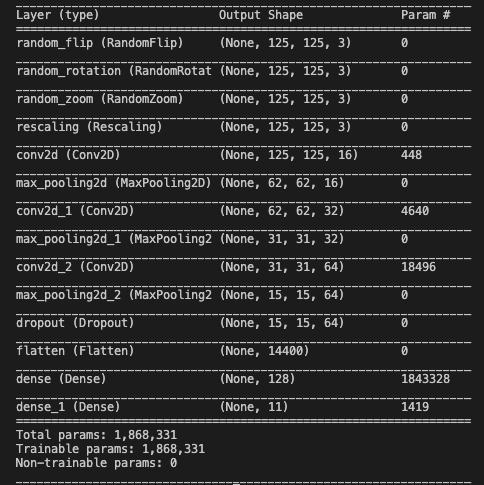 Layer (type) Output Shape Param #
random_flip (RandomFlip) (None, 125, 125, 3) 0
random_rotation (RandomRotat (None, 125, 125, 3) 0
random_zoom (RandomZoom) (None, 125, 125, 3) 0
rescaling (Rescaling) (None, 125, 125, 3) 0
conv2d (Conv2D) (None, 125, 125, 16) 448
max_pooling2d (MaxPooling2D) (None, 62, 62, 16) 0
conv2d_1 (Conv2D) (None, 62, 62, 32) 4640
max_pooling2d_1 (MaxPooling2 (None, 31, 31, 32) 0
conv2d_2 (Conv2D) (None, 31, 31, 64) 18496
max_pooling2d_2 (MaxPooling2 (None, 15, 15, 64) 0
dropout (Dropout) (None, 15, 15, 64) 0
flatten (Flatten) (None, 14400) 0
dense (Dense) (None, 128) 1843328
dense_1 (Dense) (None, 11) 1419
Total params: 1,868,331
Trainable params: 1,868,331
Non-trainable params: 0